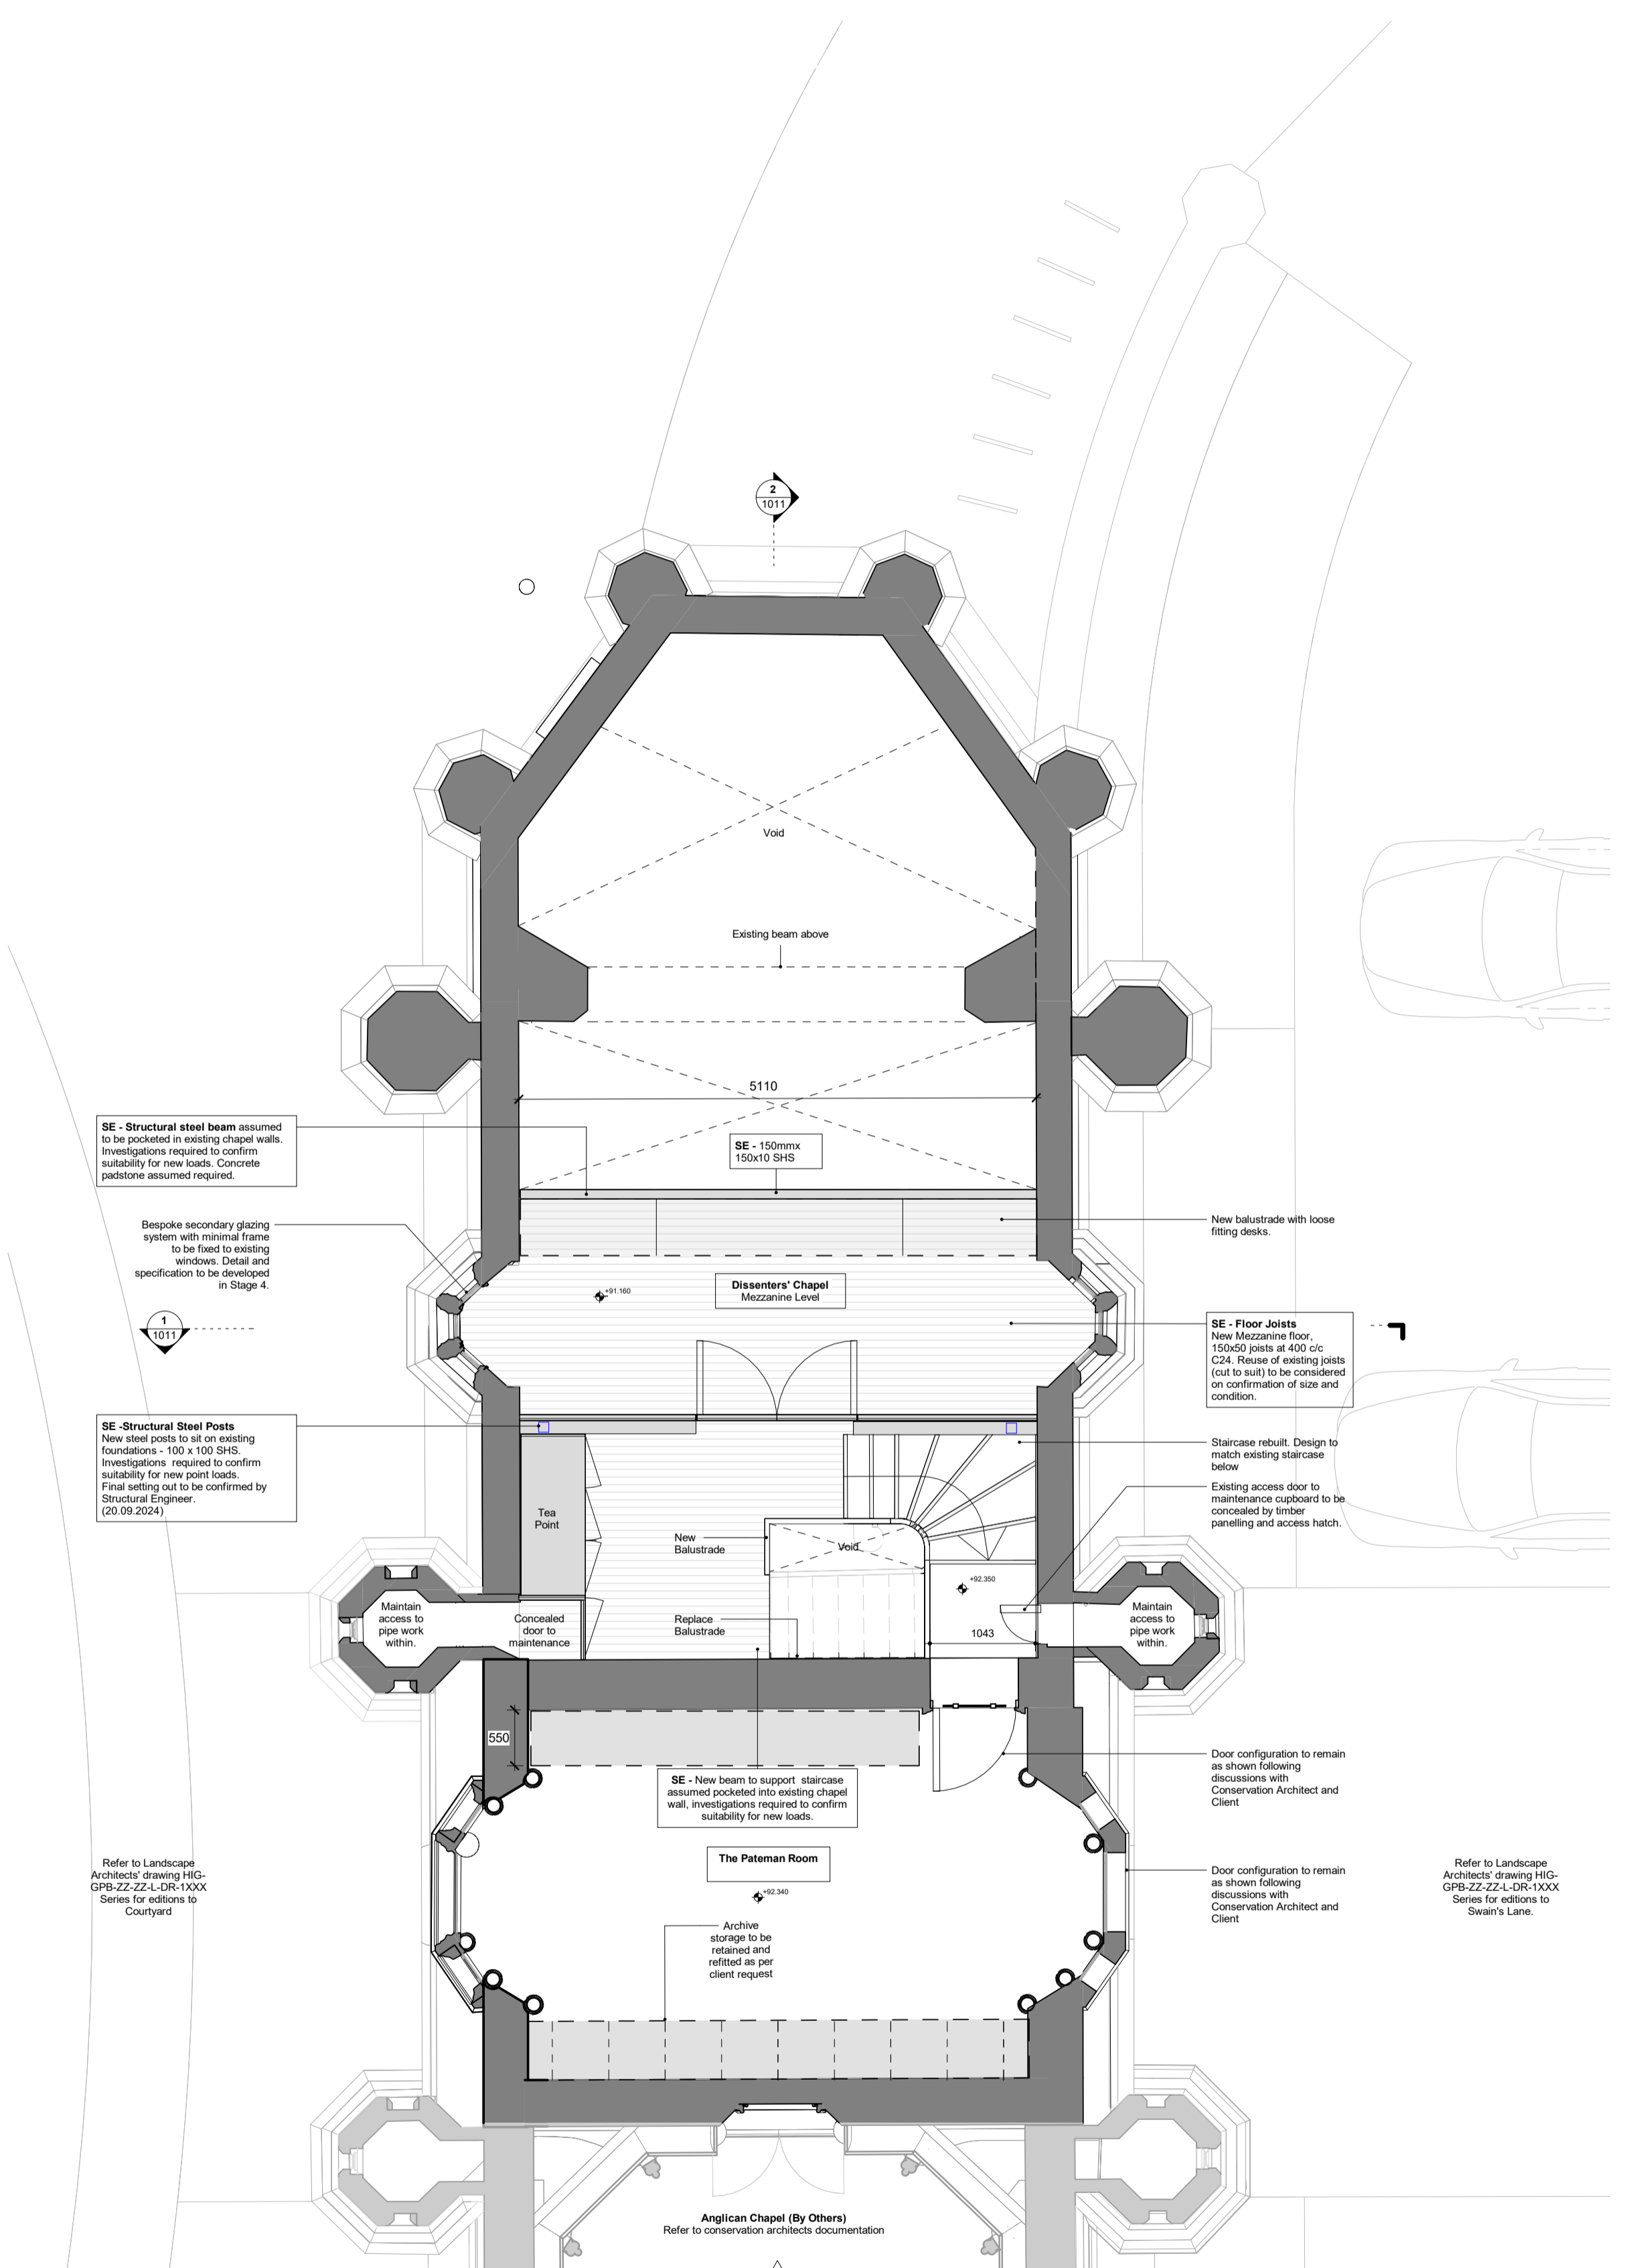 2
1011
Void
Existing beam above
5110
SE - Structural steel beam assumed
to be pocketed in existing chapel walls.
Investigations required to confirm
suitability for new loads. Concrete
padstone assumed required.
SE - 150mmx
150x10 SHS
Bespoke secondary glazing
system with minimal frame
to be fixed to existing
windows. Detail and
specification to be developed
in Stage 4.
New balustrade with loose
fitting desks.
+91.160
Dissenters' Chapel
Mezzanine Level
1
1011
SE - Floor Joists
New Mezzanine floor,
150x50 joists at 400 c/c
C24. Reuse of existing joists
(cut to suit) to be considered
on confirmation of size and
condition.
SE -Structural Steel Posts
New steel posts to sit on existing
foundations - 100 x 100 SHS.
Investigations required to confirm
suitability for new point loads.
Final setting out to be confirmed by
Structural Engineer.
(20.09.2024)
Staircase rebuilt. Design to
match existing staircase
below
Existing access door to
maintenance cupboard to be
concealed by timber
panelling and access hatch.
Tea
Point
New
Balustrade
Void
+92.350
Maintain
access to
pipe work
within.
Concealed
door to
maintenance
Replace
Balustrade
1043
Maintain
access to
pipe work
within.
550
Door configuration to remain
as shown following
discussions with
Conservation Architect and
Client
SE - New beam to support staircase
assumed pocketed into existing chapel
wall, investigations required to confirm
suitability for new loads.
The Pateman Room
+92.340
Refer to Landscape
Architects' drawing HIG-
GPB-ZZ-ZZ-L-DR-1XXX
Series for editions to
Courtyard
Door configuration to remain
as shown following
discussions with
Conservation Architect and
Client
Refer to Landscape
Architects' drawing HIG-
GPB-ZZ-ZZ-L-DR-1XXX
Series for editions to
Swain's Lane.
Archive
storage to be
retained and
refitted as per
client request
Anglican Chapel (By Others)
Refer to conservation architects documentation